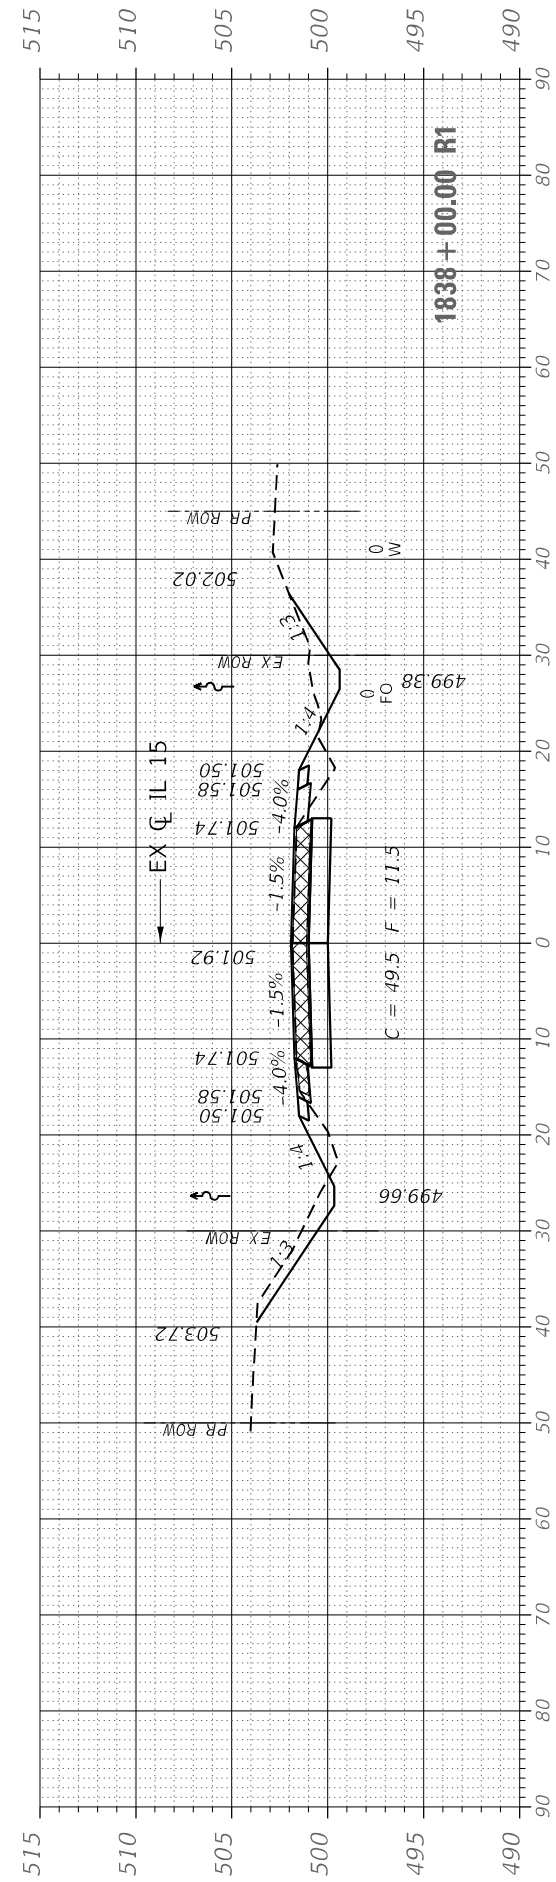 515 510 505 500 495 490
EX ℄ IL 15
PR ROW
EX ROW
EX ROW
PR ROW
503.72
501.50
501.58
501.74
501.92
501.74
501.58
501.50
502.02
1:3
1:4
-4.0%
-1.5%
-1.5%
-4.0%
1:4
1:3
499.66
499.38
FO
W
C = 49.5 F = 11.5
1838+00.00 R1
515 510 505 500 495 490
90 80 70 60 50 40 30 20 10 0 10 20 30 40 50 60 70 80 90